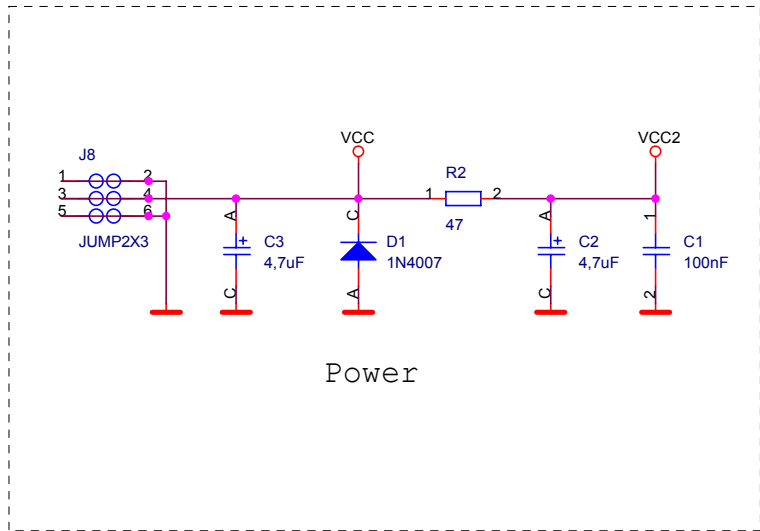 VCC
VCC2
J8
R2
1 2
3 4
5 6
1 2
JUMP2X3
47
A
C
A
1
C3
4,7uF
D1
1N4007
C2
4,7uF
C1
100nF
C
A
C
2
Power